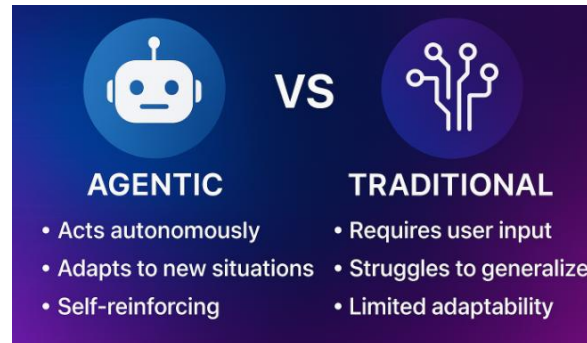 VS
AGENTIC
• Acts autonomously
• Adapts to new situations
• Self-reinforcing
TRADITIONAL
• Requires user input
• Struggles to generalize
• Limited adaptability